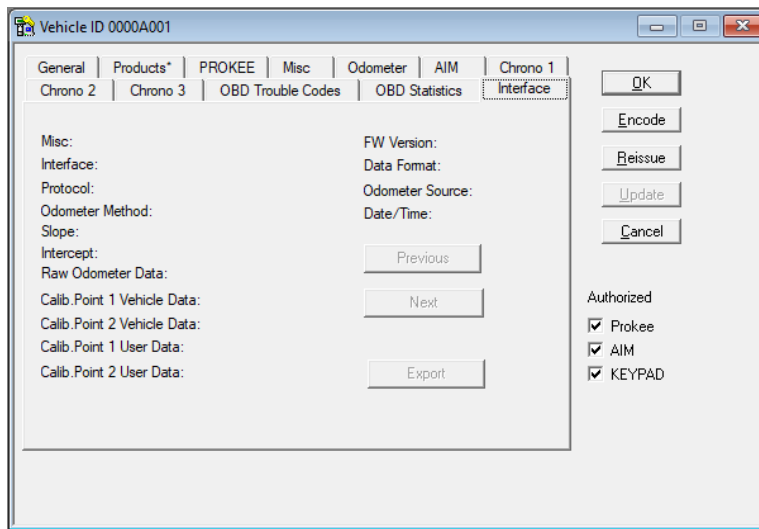 Vehicle ID 0000A001
General Products* PROKEE Misc Odometer AIM Chrono 1
Chrono 2 Chrono 3 OBD Trouble Codes OBD Statistics Interface
Misc:
Interface:
Protocol:
Odometer Method:
Slope:
Intercept:
Raw Odometer Data:
Calib.Point 1 Vehicle Data:
Calib.Point 2 Vehicle Data:
Calib.Point 1 User Data:
Calib.Point 2 User Data:
FW Version:
Data Format:
Odometer Source:
Date/Time:
Previous
Next
Export
OK
Encode
Reissue
Update
Cancel
Authorized
Prokee
AIM
KEYPAD